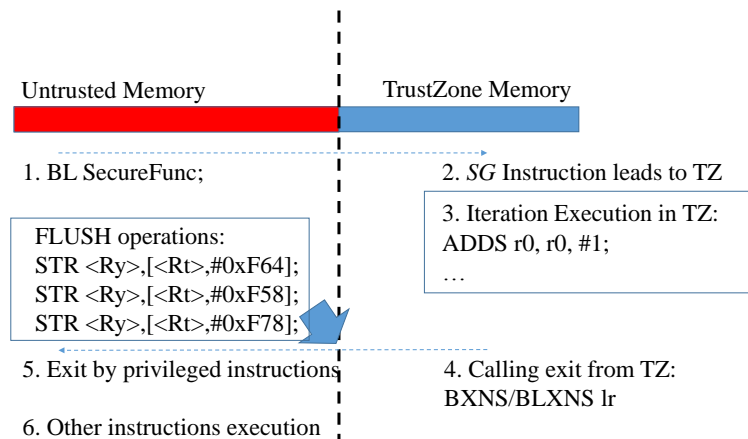 Untrusted Memory
TrustZone Memory
1. BL SecureFunc;
2. SG Instruction leads to TZ
3. Iteration Execution in TZ:
ADDS r0, r0, #1;
…
FLUSH operations:
STR <Ry>,[<Rt>,#0xF64];
STR <Ry>,[<Rt>,#0xF58];
STR <Ry>,[<Rt>,#0xF78];
4. Calling exit from TZ:
BXNS/BLXNS lr
5. Exit by privileged instructions
6. Other instructions execution